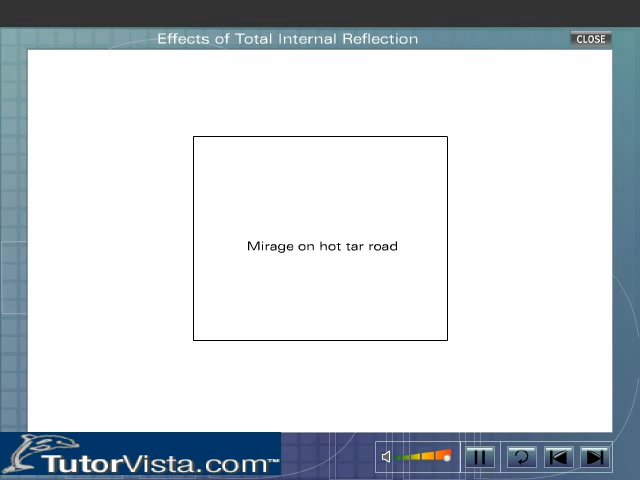 Effects of Total Internal Reflection
CLOSE
Mirage on hot tar road
TutorVista.com™